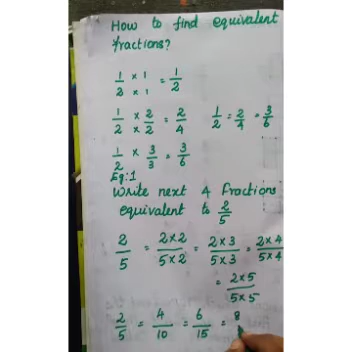 How to find equivalent
fractions?
1/2 × 1/1 = 1/2
1/2 × 2/2 = 2/4 1/2 = 2/4 = 3/6
1/2 × 3/3 = 3/6
Eg:1
Write next 4 fractions
equivalent to 2/5
2/5 = 2×2/5×2 = 2×3/5×3 = 2×4/5×4
= 2×5/5×5
2/5 = 4/10 = 6/15 = 8